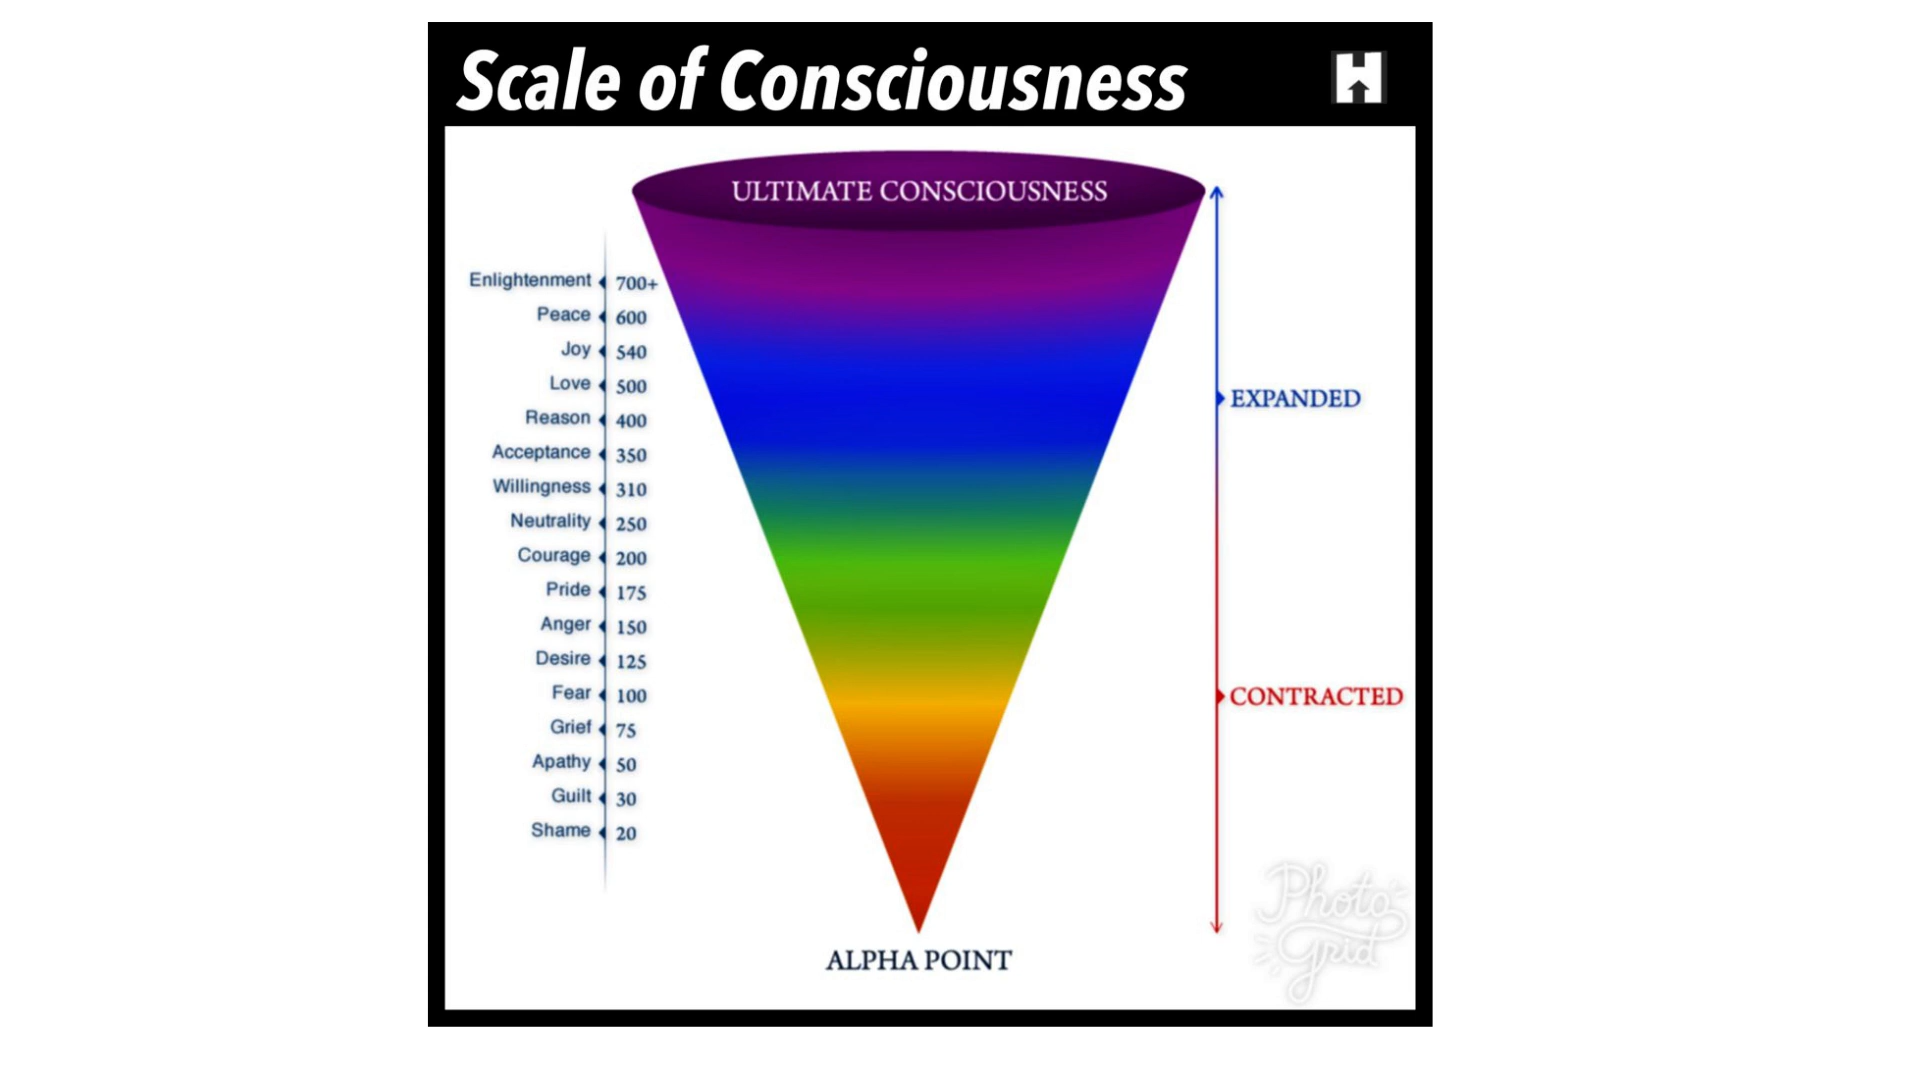 Scale of Consciousness
H
ULTIMATE CONSCIOUSNESS
Enlightenment 700+
Peace 600
Joy 540
Love 500
Reason 400
Acceptance 350
Willingness 310
Neutrality 250
Courage 200
Pride 175
Anger 150
Desire 125
Fear 100
Grief 75
Apathy 50
Guilt 30
Shame 20
EXPANDED
CONTRACTED
ALPHA POINT
Photo
Grid